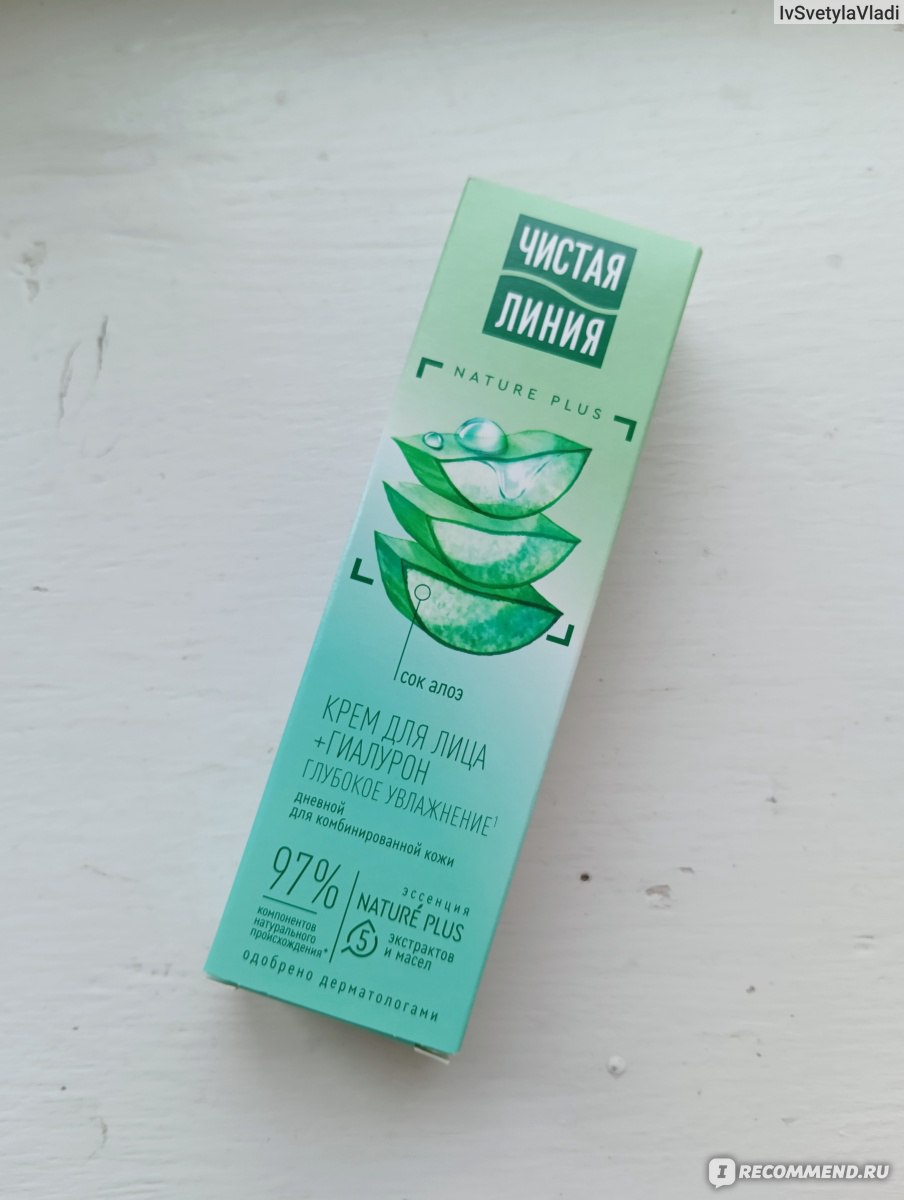 IvSvetylaVladi
ЧИСТАЯ
ЛИНИЯ
NATURE PLUS
сок алоэ
КРЕМ ДЛЯ ЛИЦА
+ГИАЛУРОН
ГЛУБОКОЕ УВЛАЖНЕНИЕ¹
дневной
для комбинированной кожи
97%
компонентов
натурального
происхождения*
эссенция
NATURÉ PLUS
5 экстрактов
и масел
одобрено дерматологами
IRECOMMEND.RU